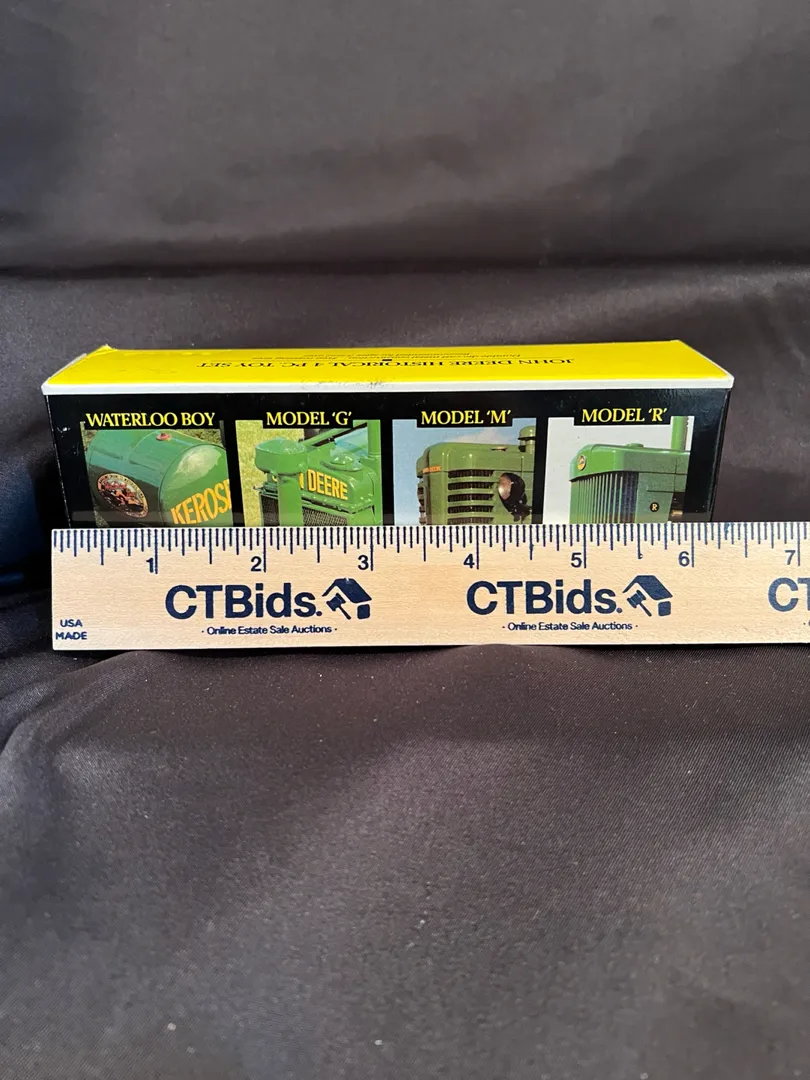 JOHN DEERE HISTORICAL 4 PC. TOY SET
WATERLOO BOY
MODEL 'G'
MODEL 'M'
MODEL 'R'
KEROS
DEERE
R
1 2 3 4 5 6 7
CTBids.
CTBids.
CT
· Online Estate Sale Auctions ·
· Online Estate Sale Auctions ·
USA
MADE